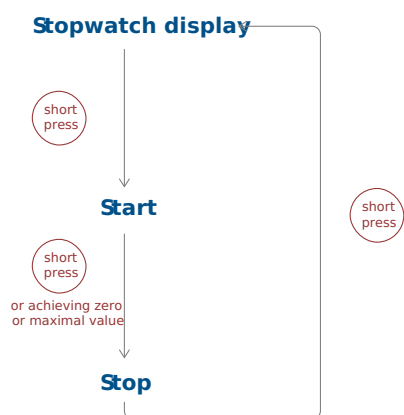 Stopwatch display
short
press
Start
short
press
short
press
or achieving zero
or maximal value
Stop